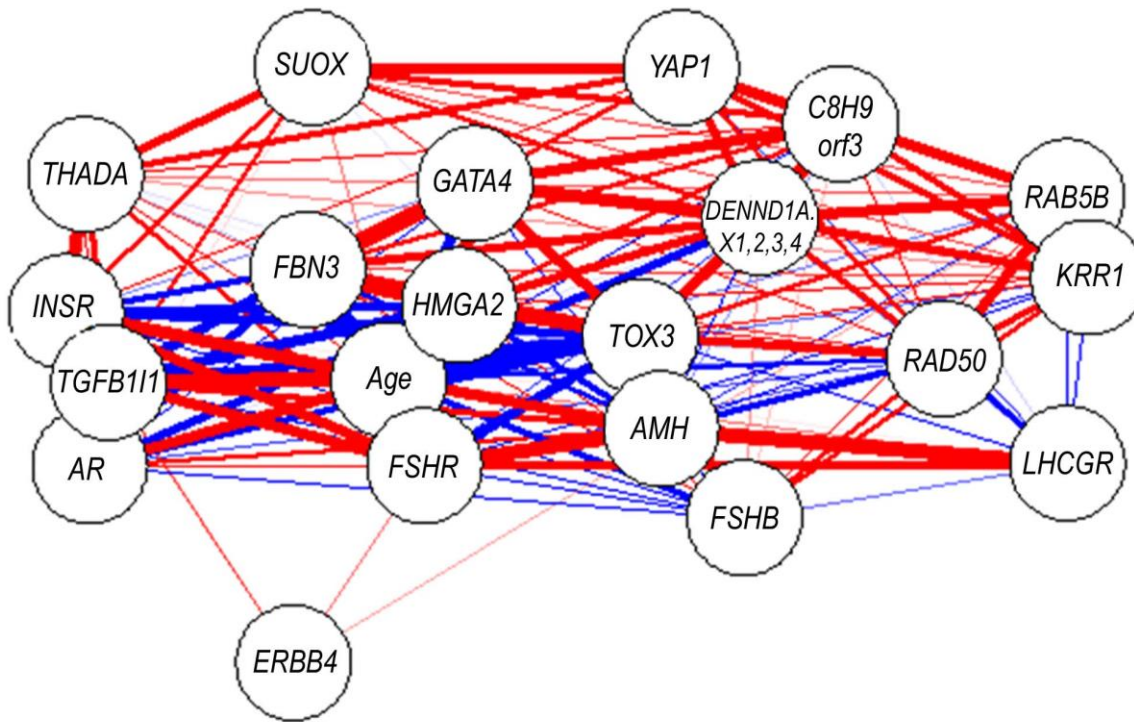 SUOX
YAP1
C8H9
orf3
THADA
GATA4
RAB5B
DENND1A.
X1,2,3,4
FBN3
KRR1
INSR
HMGA2
TOX3
RAD50
TGFB1I1
Age
AMH
AR
FSHR
LHCGR
FSHB
ERBB4